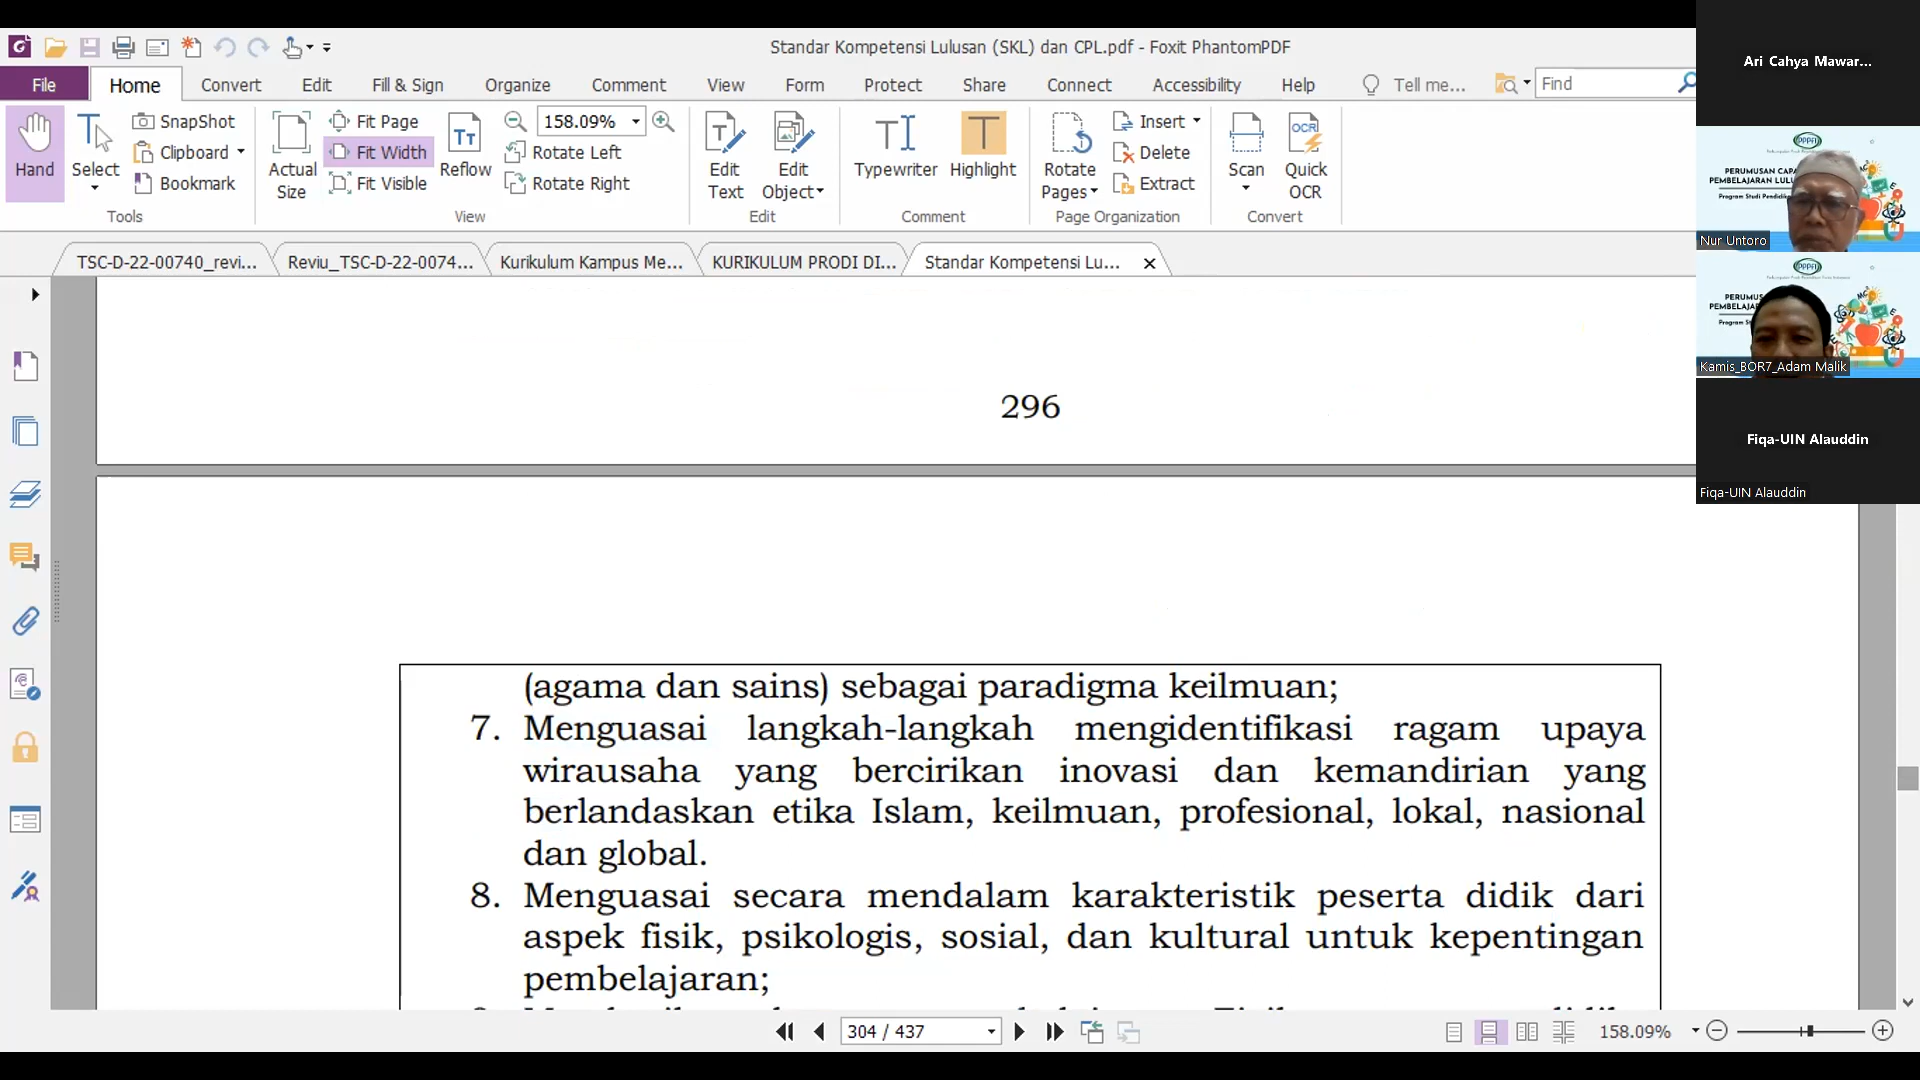 Standar Kompetensi Lulusan (SKL) dan CPL.pdf - Foxit PhantomPDF
File Home Convert Edit Fill & Sign Organize Comment View Form Protect Share Connect Accessibility Help Tell me... Find
Hand
Select
SnapShot
Clipboard
Bookmark
Tools
Actual Size
Fit Page
Fit Width
Fit Visible
Reflow
158.09%
Rotate Left
Rotate Right
View
Edit Text
Edit Object
Edit
Typewriter
Highlight
Comment
Rotate Pages
Insert
Delete
Extract
Page Organization
Scan
Quick OCR
Convert
TSC-D-22-00740_revi...
Reviu_TSC-D-22-0074...
Kurikulum Kampus Me...
KURIKULUM PRODI DI...
Standar Kompetensi Lu...
296
(agama dan sains) sebagai paradigma keilmuan;
7. Menguasai langkah-langkah mengidentifikasi ragam upaya
wirausaha yang bercirikan inovasi dan kemandirian yang
berlandaskan etika Islam, keilmuan, profesional, lokal, nasional
dan global.
8. Menguasai secara mendalam karakteristik peserta didik dari
aspek fisik, psikologis, sosial, dan kultural untuk kepentingan
pembelajaran;
304 / 437
158.09%
Ari Cahya Mawar...
PERUMUSAN
PEMBELAJARAN
Program Studi
Nur Untoro
Kamis_BOR7_Adam Malik
Fiqa-UIN Alauddin
Fiqa-UIN Alauddin